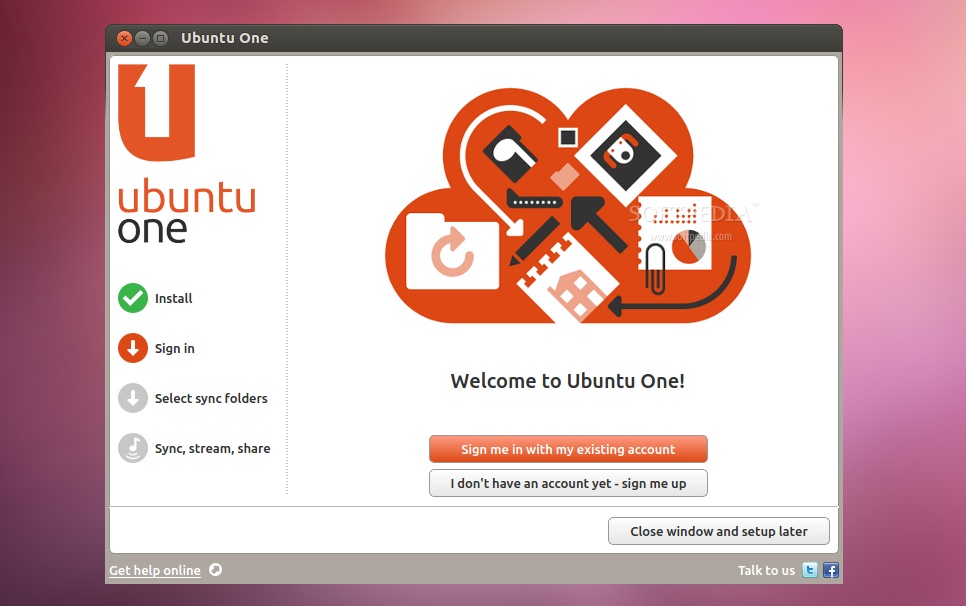 Ubuntu One
ubuntu
one
Install
Sign in
Select sync folders
Sync, stream, share
SOFTPEDIA™
www.softpedia.com
Welcome to Ubuntu One!
Sign me in with my existing account
I don't have an account yet - sign me up
Close window and setup later
Get help online
Talk to us